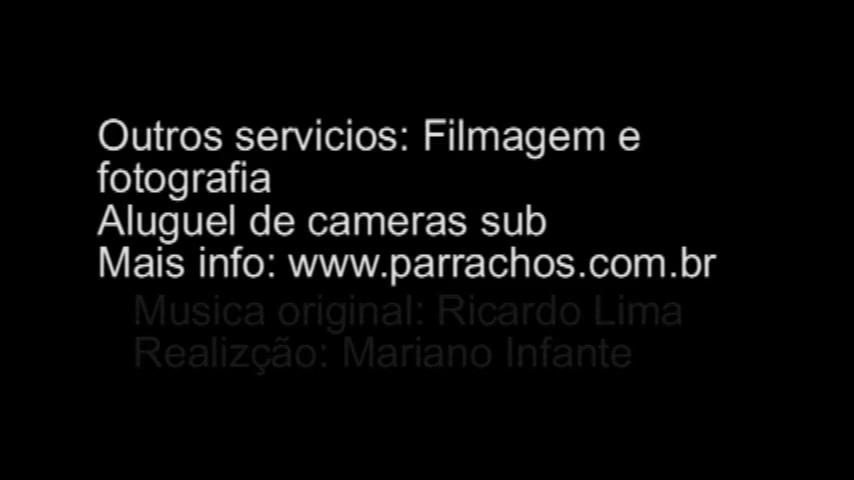 Outros servicios: Filmagem e
fotografia
Aluguel de cameras sub
Mais info: www.parrachos.com.br
Musica original: Ricardo Lima
Realizção: Mariano Infante